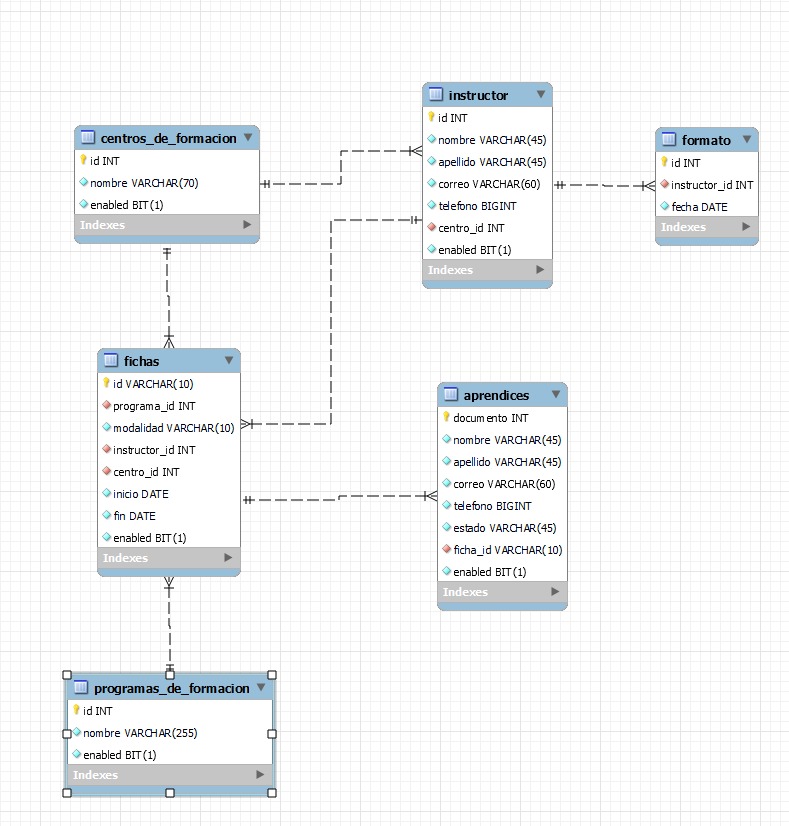 centros_de_formacion
id INT
nombre VARCHAR(70)
enabled BIT(1)
Indexes
instructor
id INT
nombre VARCHAR(45)
apellido VARCHAR(45)
correo VARCHAR(60)
telefono BIGINT
centro_id INT
enabled BIT(1)
Indexes
formato
id INT
instructor_id INT
fecha DATE
Indexes
fichas
id VARCHAR(10)
programa_id INT
modalidad VARCHAR(10)
instructor_id INT
centro_id INT
inicio DATE
fin DATE
enabled BIT(1)
Indexes
aprendices
documento INT
nombre VARCHAR(45)
apellido VARCHAR(45)
correo VARCHAR(60)
telefono BIGINT
estado VARCHAR(45)
ficha_id VARCHAR(10)
enabled BIT(1)
Indexes
programas_de_formacion
id INT
nombre VARCHAR(255)
enabled BIT(1)
Indexes